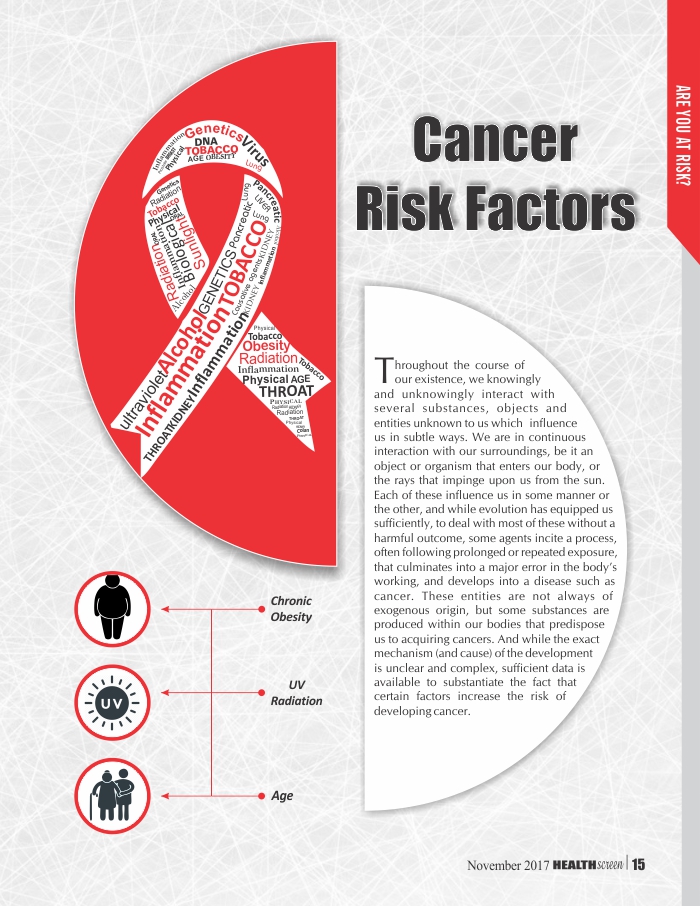 ARE YOU AT RISK?
Cancer
Risk Factors
Inflammation
Genetics
Virus
DNA
TOBACCO
Physical
AGE OBESITY
Lung
Genetics
Radiation
Tobacco
Physical
Radiation
Inflammation
Biological
Sunlight
Alcohol
Pancreatic
Lung
LIVER
Lung
Pancreatic
GENETICS
TOBACCO
KIDNEY
Inflammation
Causative agents
KIDNEY
Alcohol
ultraviolet
Inflammation
Inflammation
KIDNEY
THROAT
Physical
Tobacco
Obesity
Radiation
Tobacco
Inflammation
Physical AGE
THROAT
PHYSICAL
Radiation
THROAT
Physical
Colon
Throughout the course of
our existence, we knowingly
and unknowingly interact with
several substances, objects and
entities unknown to us which influence
us in subtle ways. We are in continuous
interaction with our surroundings, be it an
object or organism that enters our body, or
the rays that impinge upon us from the sun.
Each of these influence us in some manner or
the other, and while evolution has equipped us
sufficiently, to deal with most of these without a
harmful outcome, some agents incite a process,
often following prolonged or repeated exposure,
that culminates into a major error in the body's
working, and develops into a disease such as
cancer. These entities are not always of
exogenous origin, but some substances are
produced within our bodies that predispose
us to acquiring cancers. And while the exact
mechanism (and cause) of the development
is unclear and complex, sufficient data is
available to substantiate the fact that
certain factors increase the risk of
developing cancer.
Chronic
Obesity
UV
UV
Radiation
Age
November 2017 HEALTHscreen | 15